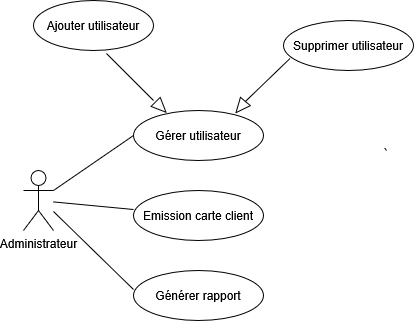 Ajouter utilisateur
Supprimer utilisateur
Gérer utilisateur
`
Emission carte client
Administrateur
Générer rapport